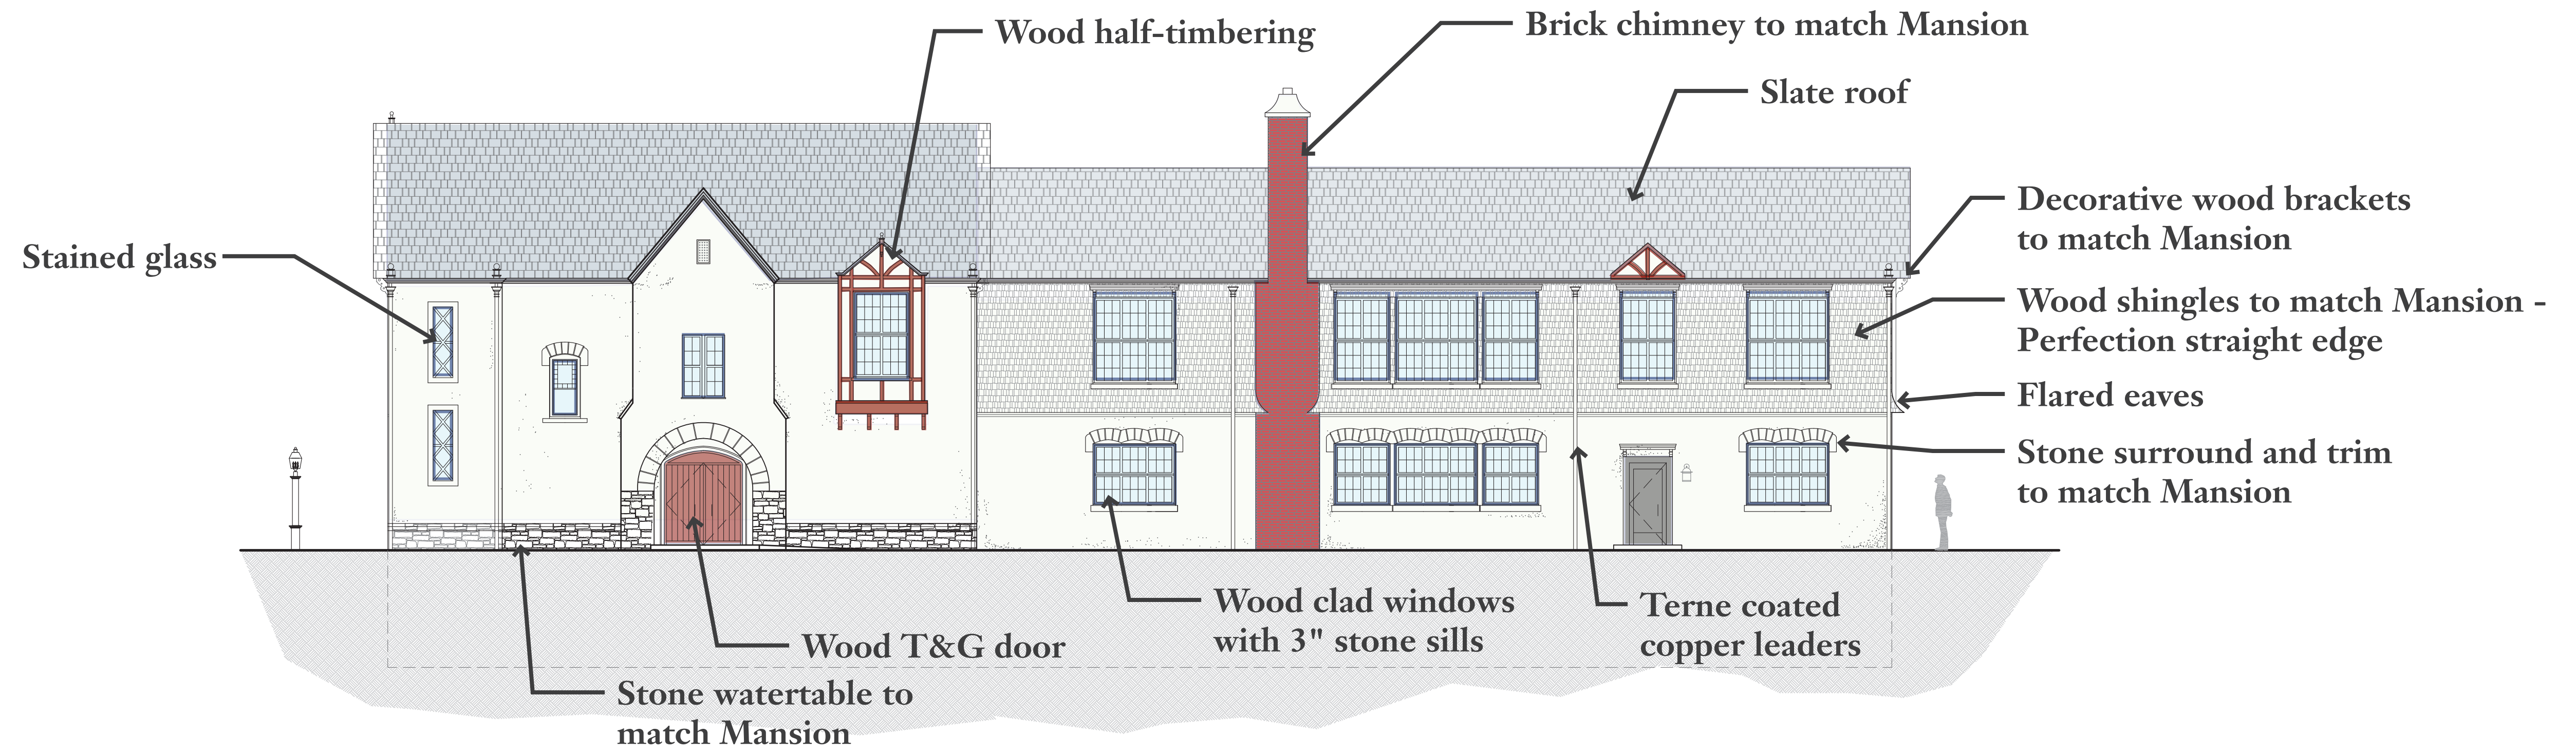 Wood half-timbering
Brick chimney to match Mansion
Slate roof
Decorative wood brackets
to match Mansion
Stained glass
Wood shingles to match Mansion -
Perfection straight edge
Flared eaves
Stone surround and trim
to match Mansion
Wood clad windows
with 3" stone sills
Terne coated
copper leaders
Wood T&G door
Stone watertable to
match Mansion